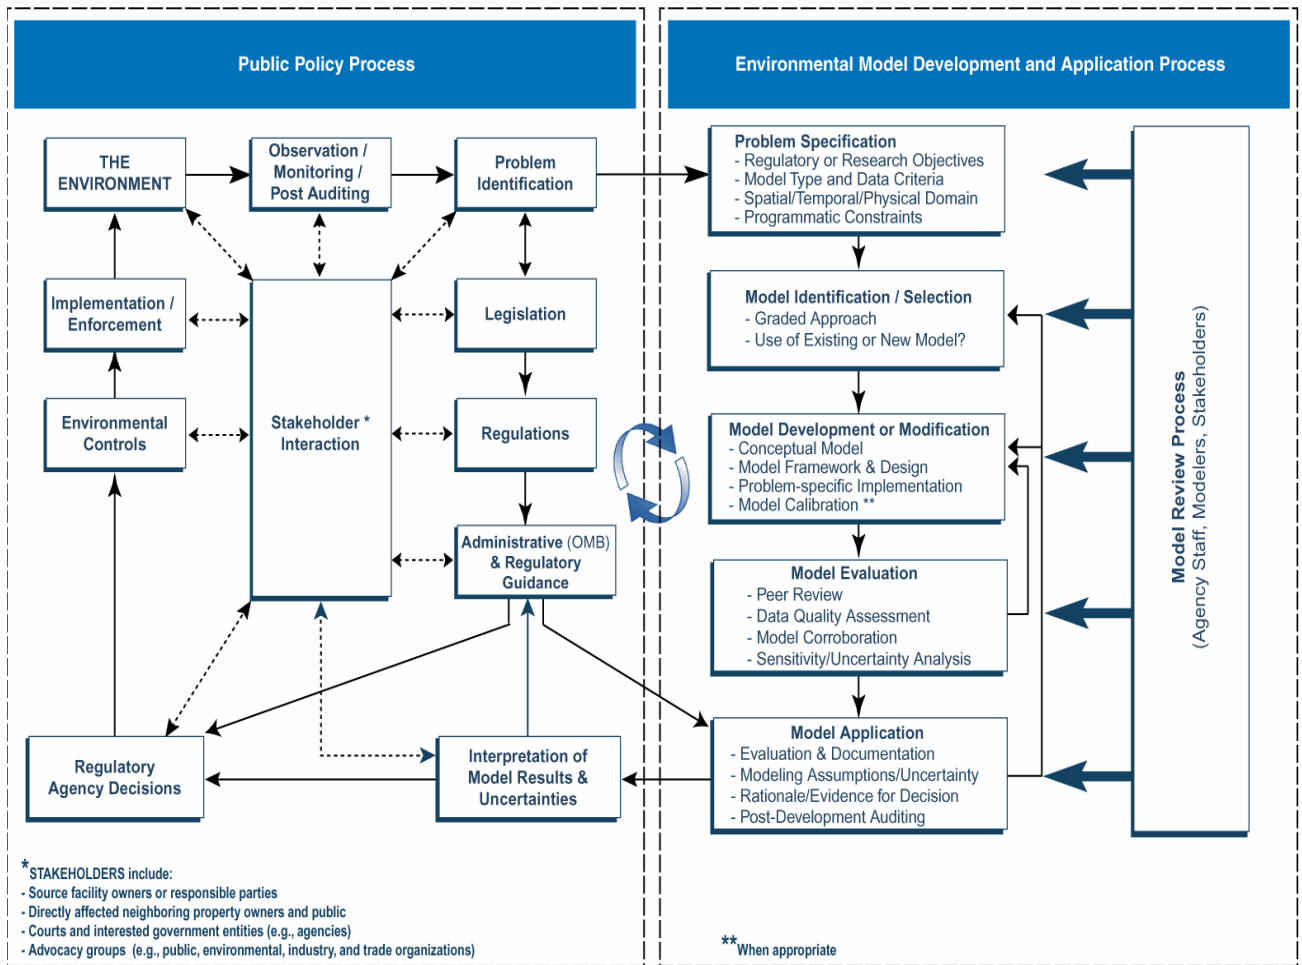 Public Policy Process
Environmental Model Development and Application Process
THE
ENVIRONMENT
Observation /
Monitoring /
Post Auditing
Problem
Identification
Implementation /
Enforcement
Legislation
Environmental
Controls
Stakeholder *
Interaction
Regulations
Administrative (OMB)
& Regulatory
Guidance
Regulatory
Agency Decisions
Interpretation of
Model Results &
Uncertainties
*STAKEHOLDERS include:
- Source facility owners or responsible parties
- Directly affected neighboring property owners and public
- Courts and interested government entities (e.g., agencies)
- Advocacy groups (e.g., public, environmental, industry, and trade organizations)
Problem Specification
- Regulatory or Research Objectives
- Model Type and Data Criteria
- Spatial/Temporal/Physical Domain
- Programmatic Constraints
Model Identification / Selection
- Graded Approach
- Use of Existing or New Model?
Model Development or Modification
- Conceptual Model
- Model Framework & Design
- Problem-specific Implementation
- Model Calibration **
Model Evaluation
- Peer Review
- Data Quality Assessment
- Model Corroboration
- Sensitivity/Uncertainty Analysis
Model Application
- Evaluation & Documentation
- Modeling Assumptions/Uncertainty
- Rationale/Evidence for Decision
- Post-Development Auditing
Model Review Process
(Agency Staff, Modelers, Stakeholders)
**When appropriate